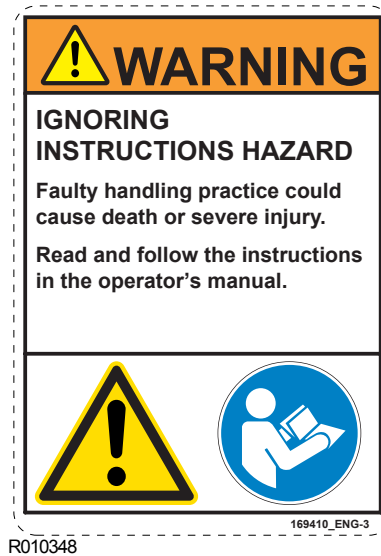 WARNING
IGNORING
INSTRUCTIONS HAZARD
Faulty handling practice could
cause death or severe injury.
Read and follow the instructions
in the operator’s manual.
169410_ENG-3
R010348